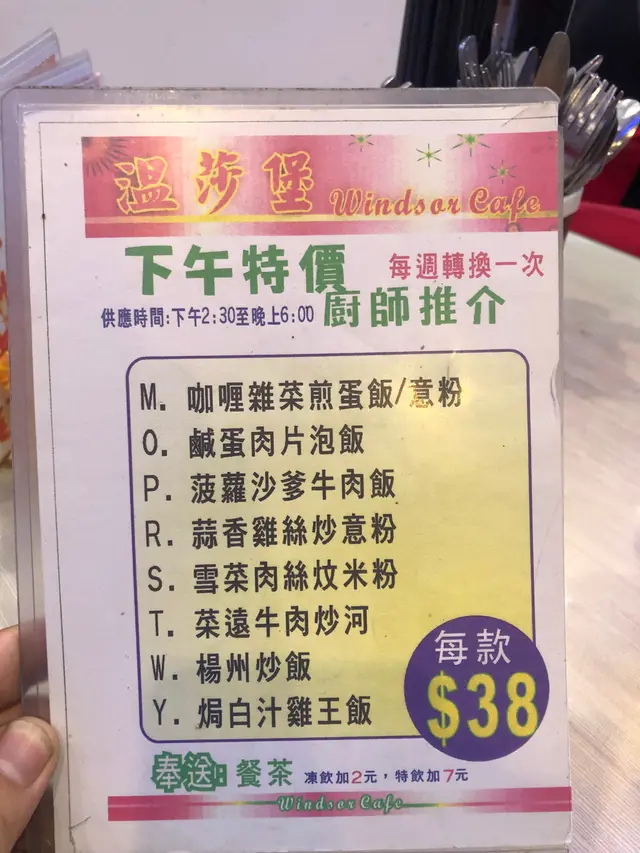 溫莎堡 Windsor Cafe
下午特價 每週轉換一次
供應時間:下午2:30至晚上6:00 廚師推介
M. 咖喱雜菜煎蛋飯/意粉
O. 鹹蛋肉片泡飯
P. 菠蘿沙爹牛肉飯
R. 蒜香雞絲炒意粉
S. 雪菜肉絲炆米粉
T. 菜遠牛肉炒河
W. 楊州炒飯
Y. 焗白汁雞王飯
每款
$38
奉送: 餐茶 凍飲加2元，特飲加7元
Windsor Cafe